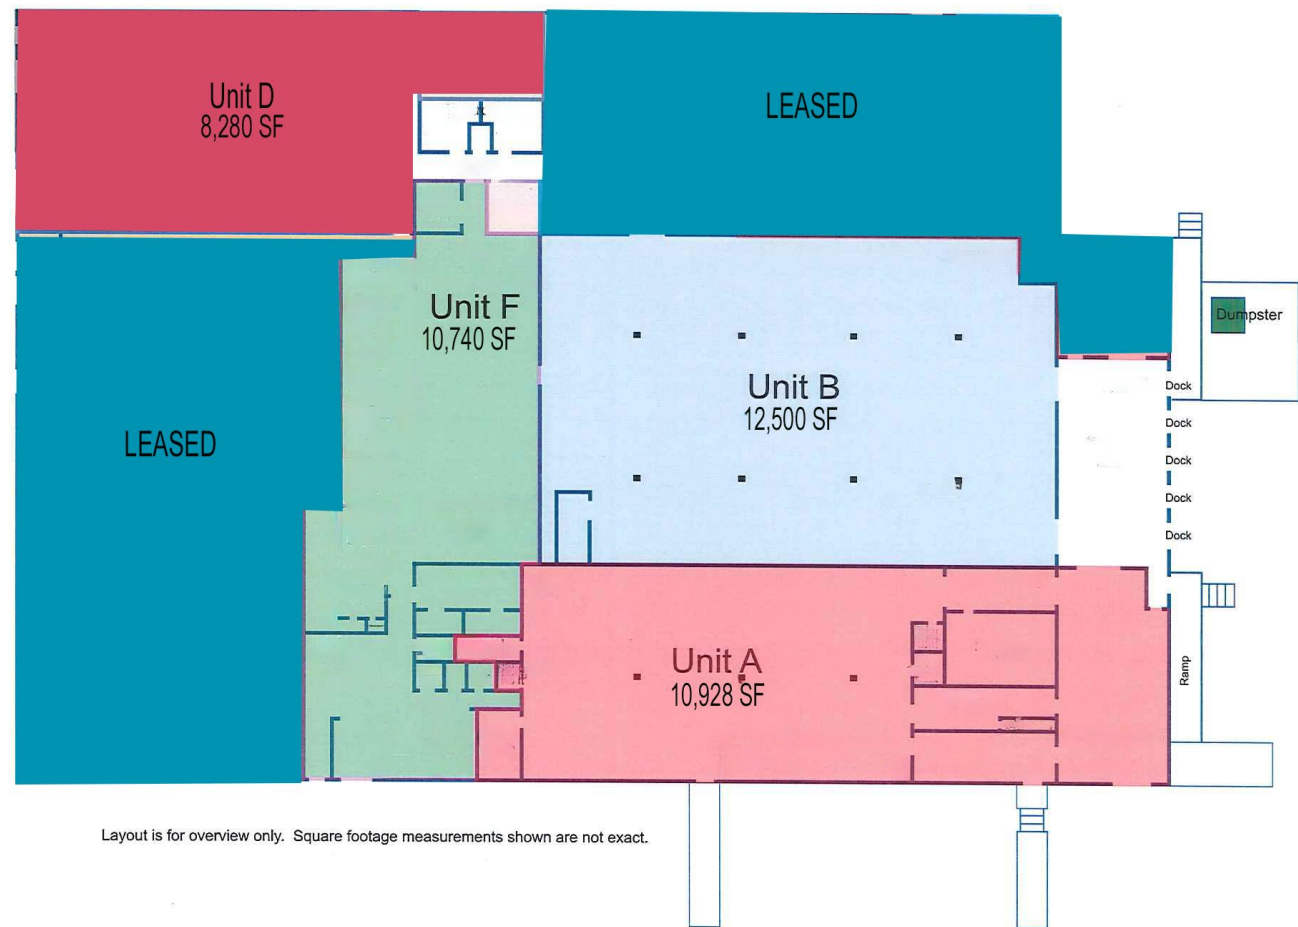 Unit D
8,280 SF
LEASED
Unit F
10,740 SF
Dumpster
Unit B
12,500 SF
Dock
Dock
Dock
Dock
Dock
LEASED
Unit A
10,928 SF
Ramp
Layout is for overview only. Square footage measurements shown are not exact.